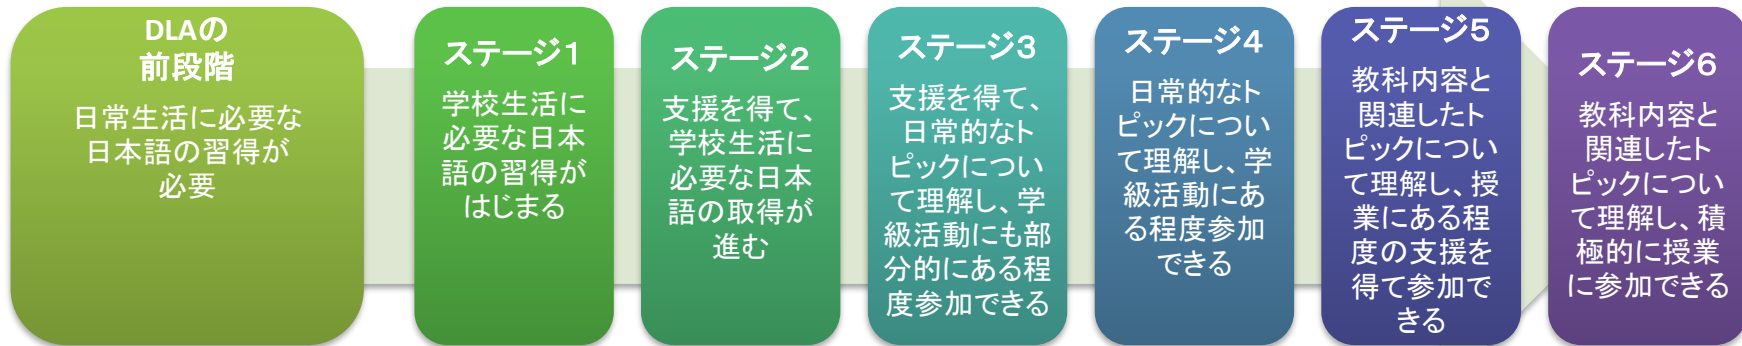 DLAの
前段階
日常生活に必要な
日本語の習得が
必要
ステージ1
学校生活に
必要な日本
語の習得が
はじまる
ステージ2
支援を得て、
学校生活に
必要な日本
語の取得が
進む
ステージ3
支援を得て、
日常的なト
ピックについ
て理解し、学
級活動にも部
分的にある程
度参加できる
ステージ4
日常的なト
ピックについ
て理解し、学
級活動にあ
る程度参加
できる
ステージ5
教科内容と
関連したト
ピックについ
て理解し、授
業にある程
度の支援を
得て参加で
きる
ステージ6
教科内容と
関連したト
ピックについ
て理解し、積
極的に授業
に参加できる